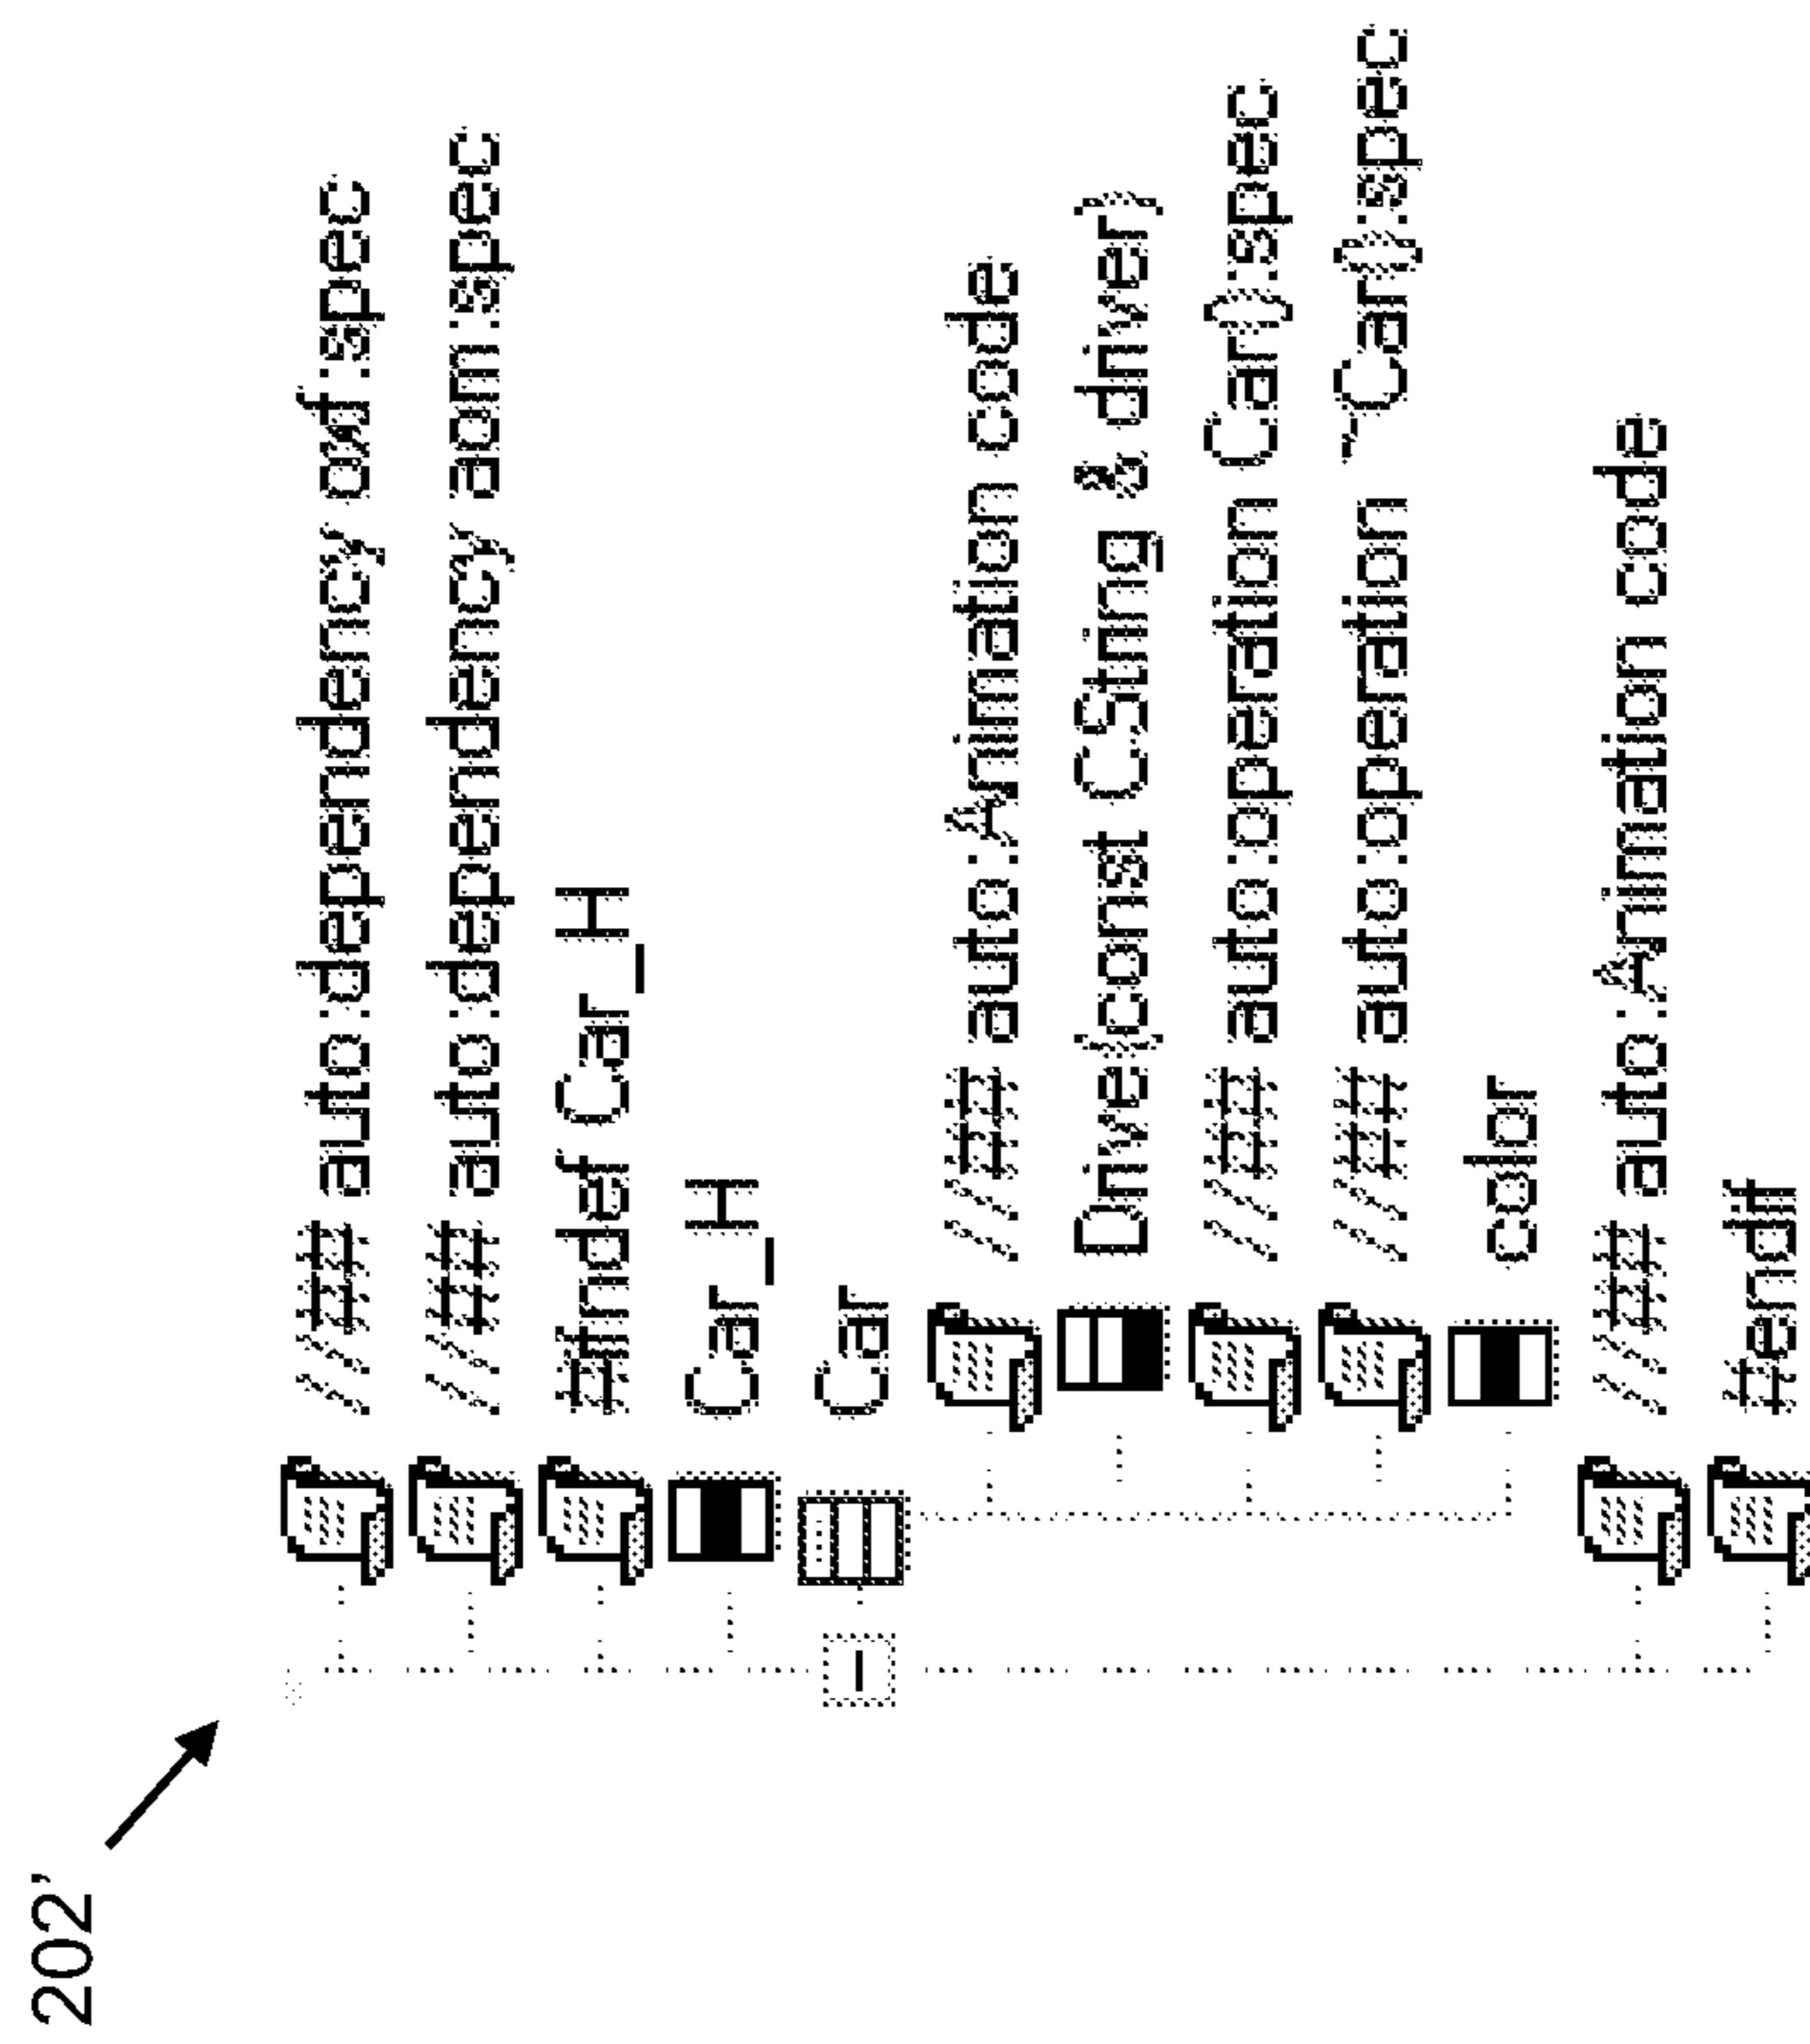 202’
//## auto:dependency oxf:spec
//## auto:dependency aom:spec
#ifndef Car_H
Car_H
Car
//## auto:Animation code
Drive(const CString & driver)
//## auto:operation Car():spec
//## auto:operation ~Car():spec
color
//## auto:Animation code
#endif